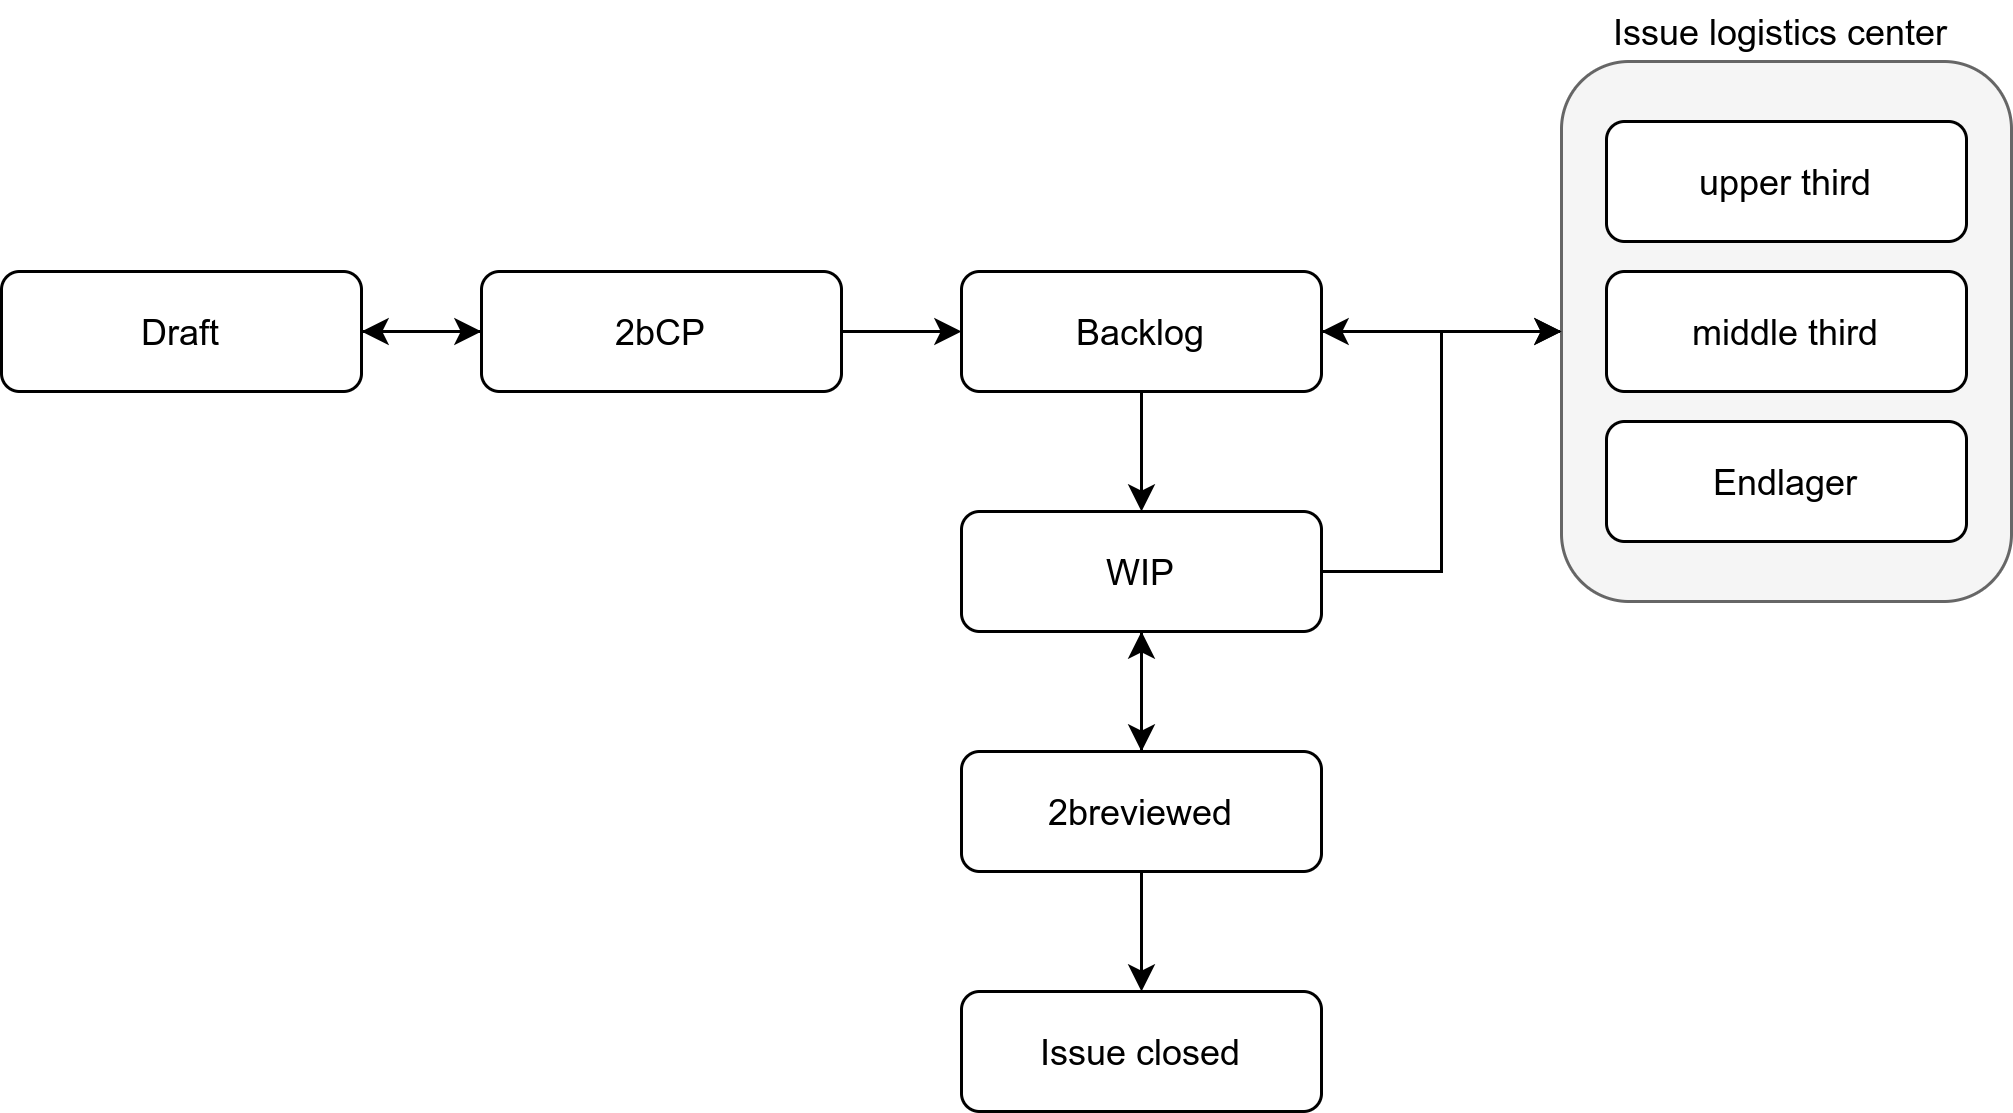 Issue logistics center
upper third
Draft
2bCP
Backlog
middle third
Endlager
WIP
2breviewed
Issue closed